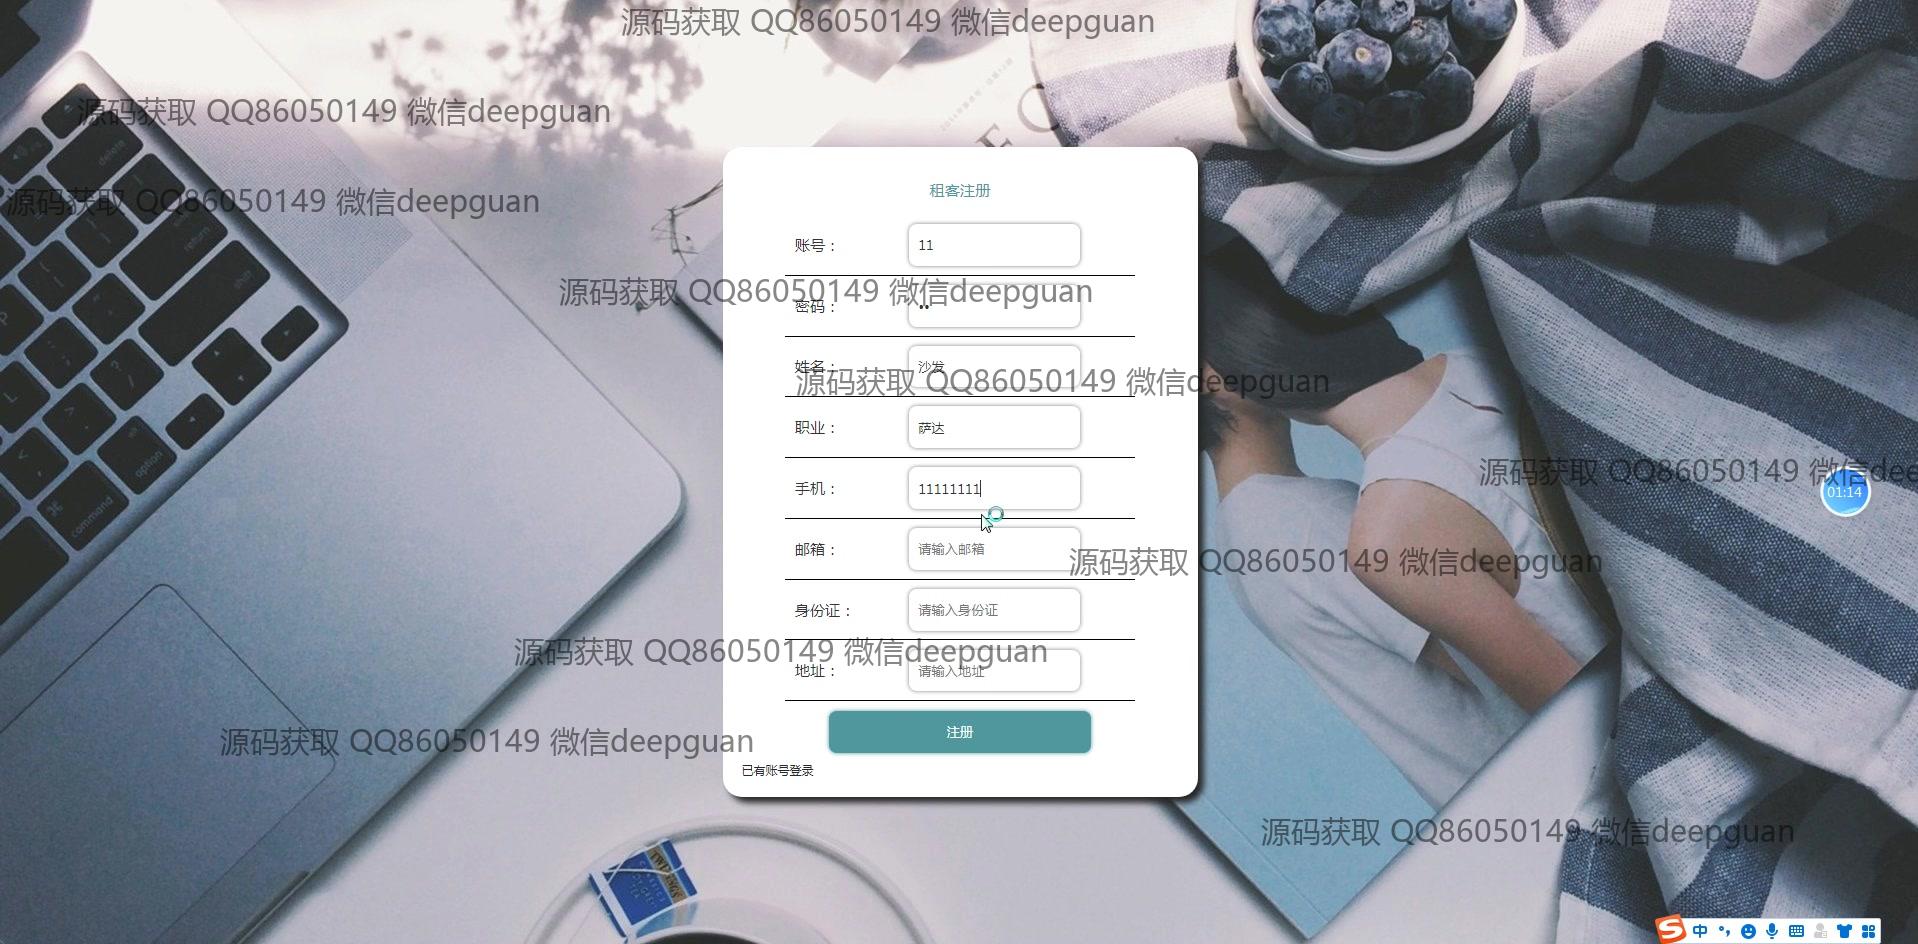 源码获取 QQ86050149 微信deepguan
源码获取 QQ86050149 微信deepguan
delete
源码获取 QQ86050149 微信deepguan
return
shift
租客注册
账号： 11
源码获取 QQ86050149 微信deepguan
密码： ••
姓名： 沙发
源码获取 QQ86050149 微信deepguan
职业： 萨达
源码获取 QQ86050149 微信dee
手机： 11111111
01:14
alt
option
command
邮箱： 请输入邮箱
源码获取 QQ86050149 微信deepguan
身份证： 请输入身份证
源码获取 QQ86050149 微信deepguan
地址： 请输入地址
注册
源码获取 QQ86050149 微信deepguan
已有账号登录
源码获取 QQ86050149 微信deepguan
TWININGS
中